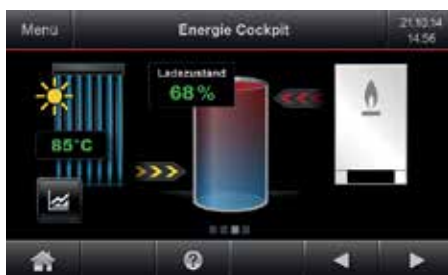 Menu
Energie Cockpit
21.10.14
14:56
Ladezustand
68%
85°C
?